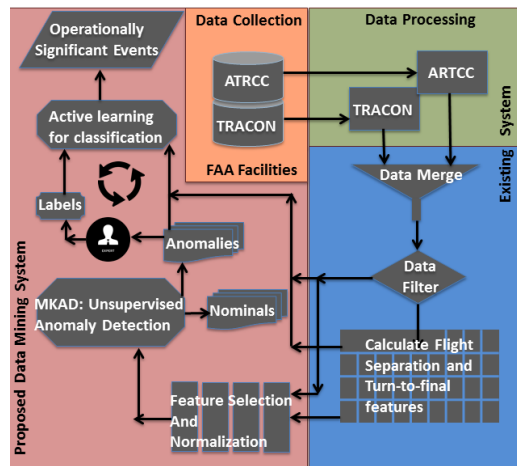 Data Collection
Data Processing
Operationally
Significant Events
ATRCC
TRACON
FAA Facilities
ARTCC
TRACON
Existing System
Active learning
for classification
Labels
Anomalies
Data Merge
Data
Filter
MKAD: Unsupervised
Anomaly Detection
Nominals
Calculate Flight
Separation and
Turn-to-final
features
Feature Selection
And
Normalization
Proposed Data Mining System